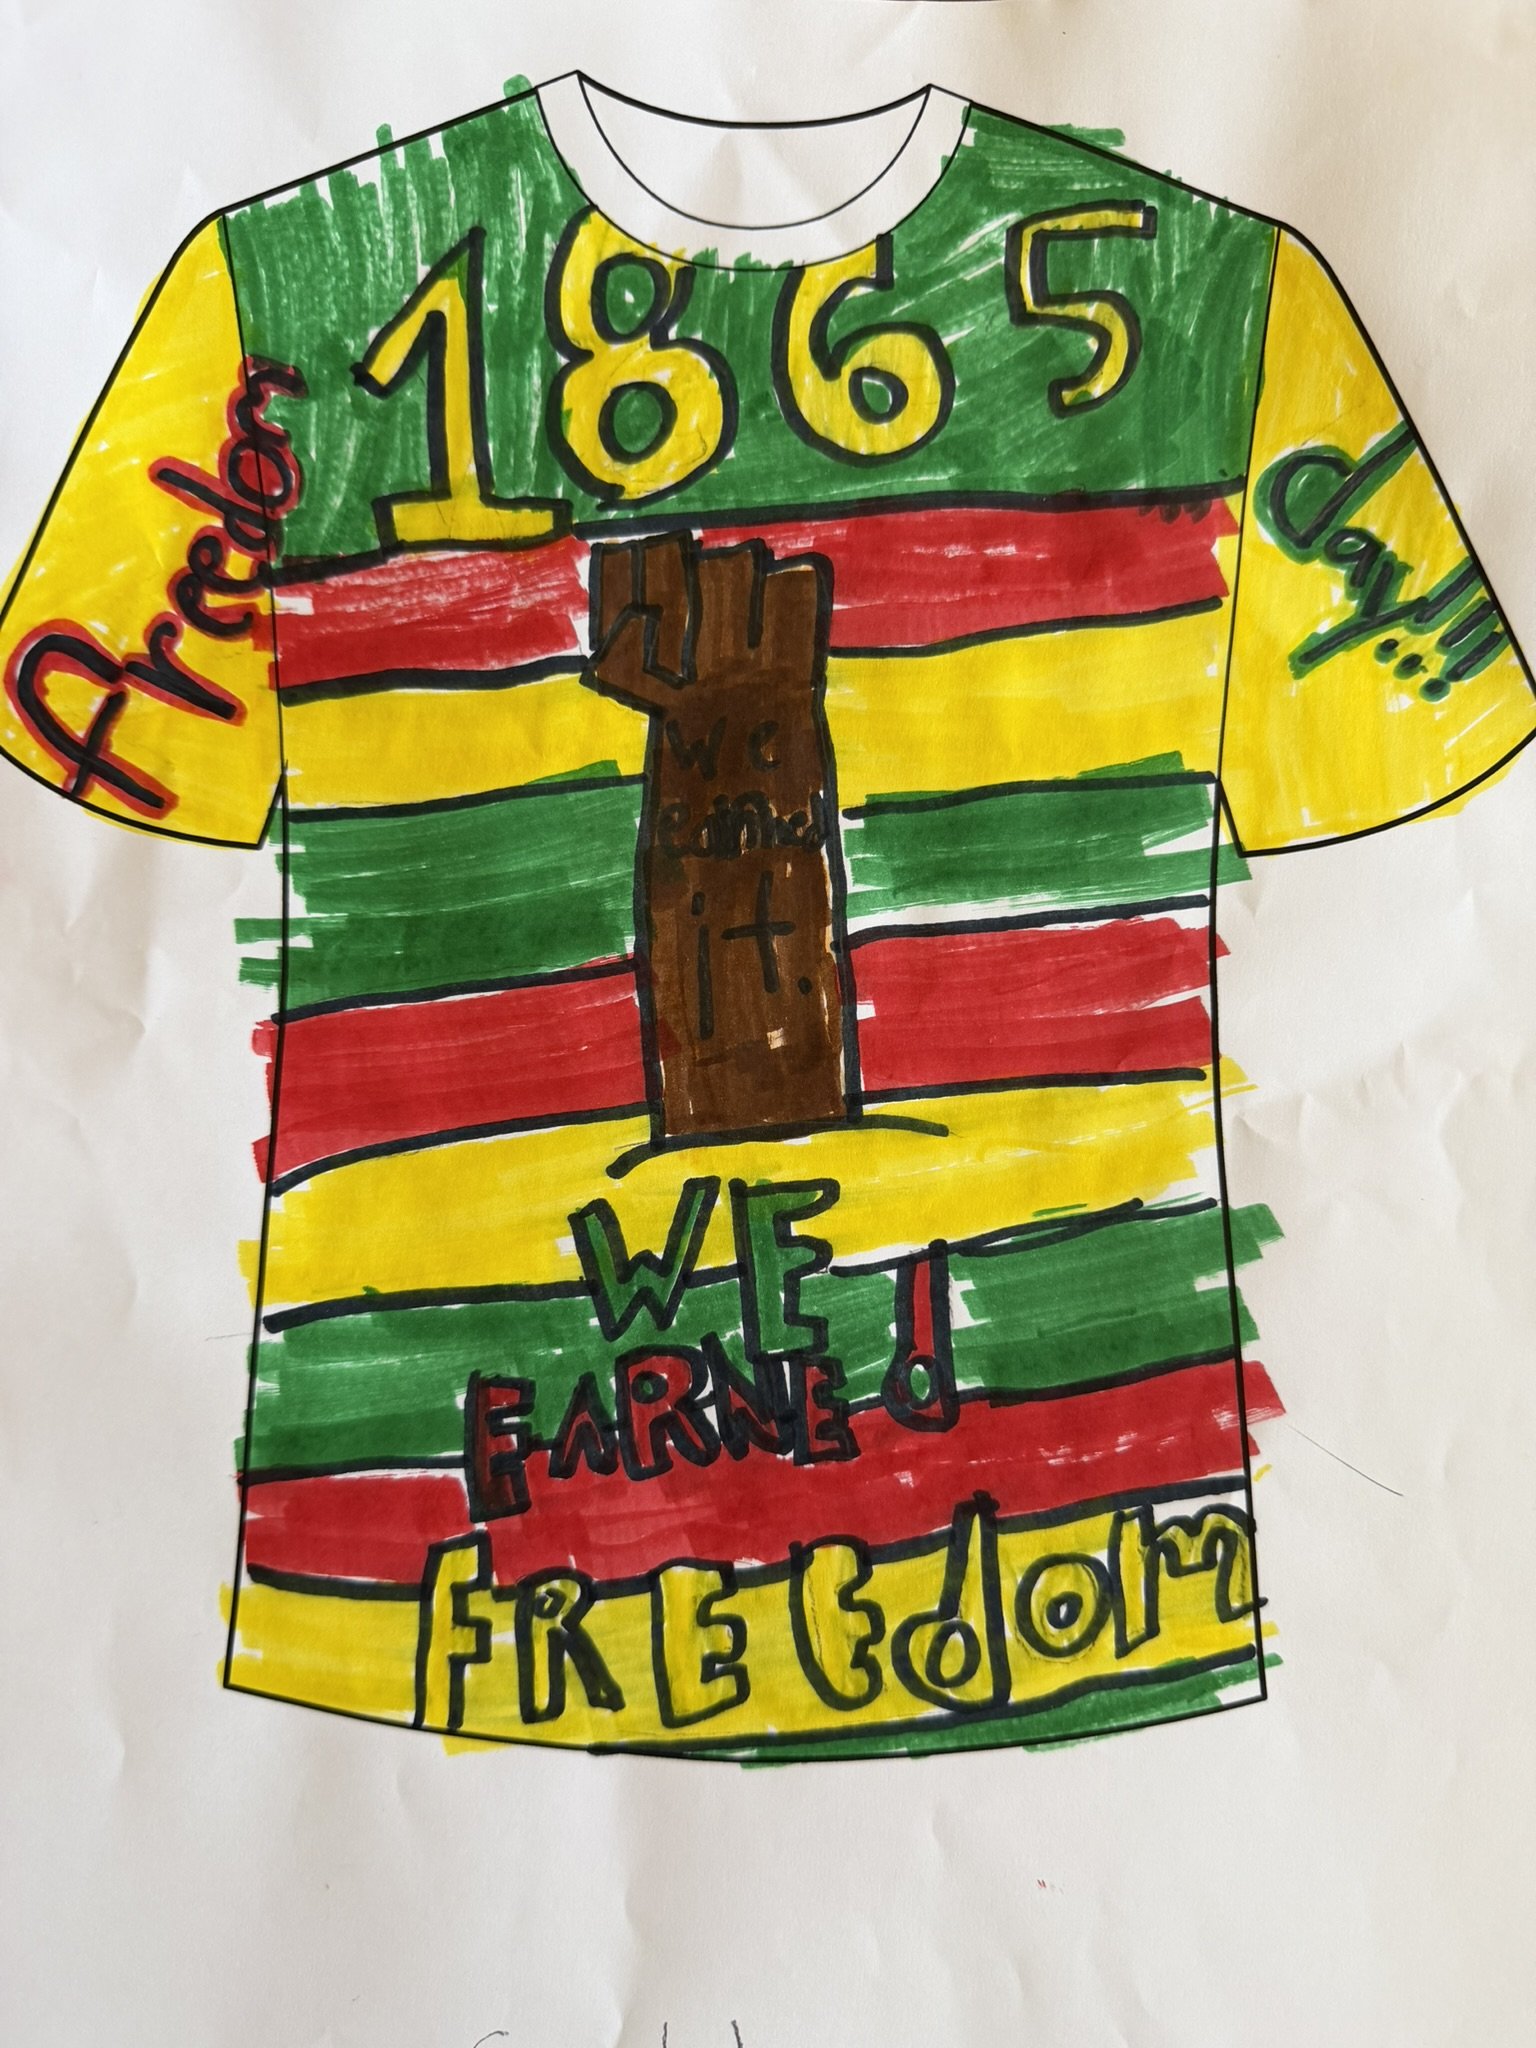 1865
Freedom
Day!!!
We
earned
it.
WE
EARNEd
FREEdom